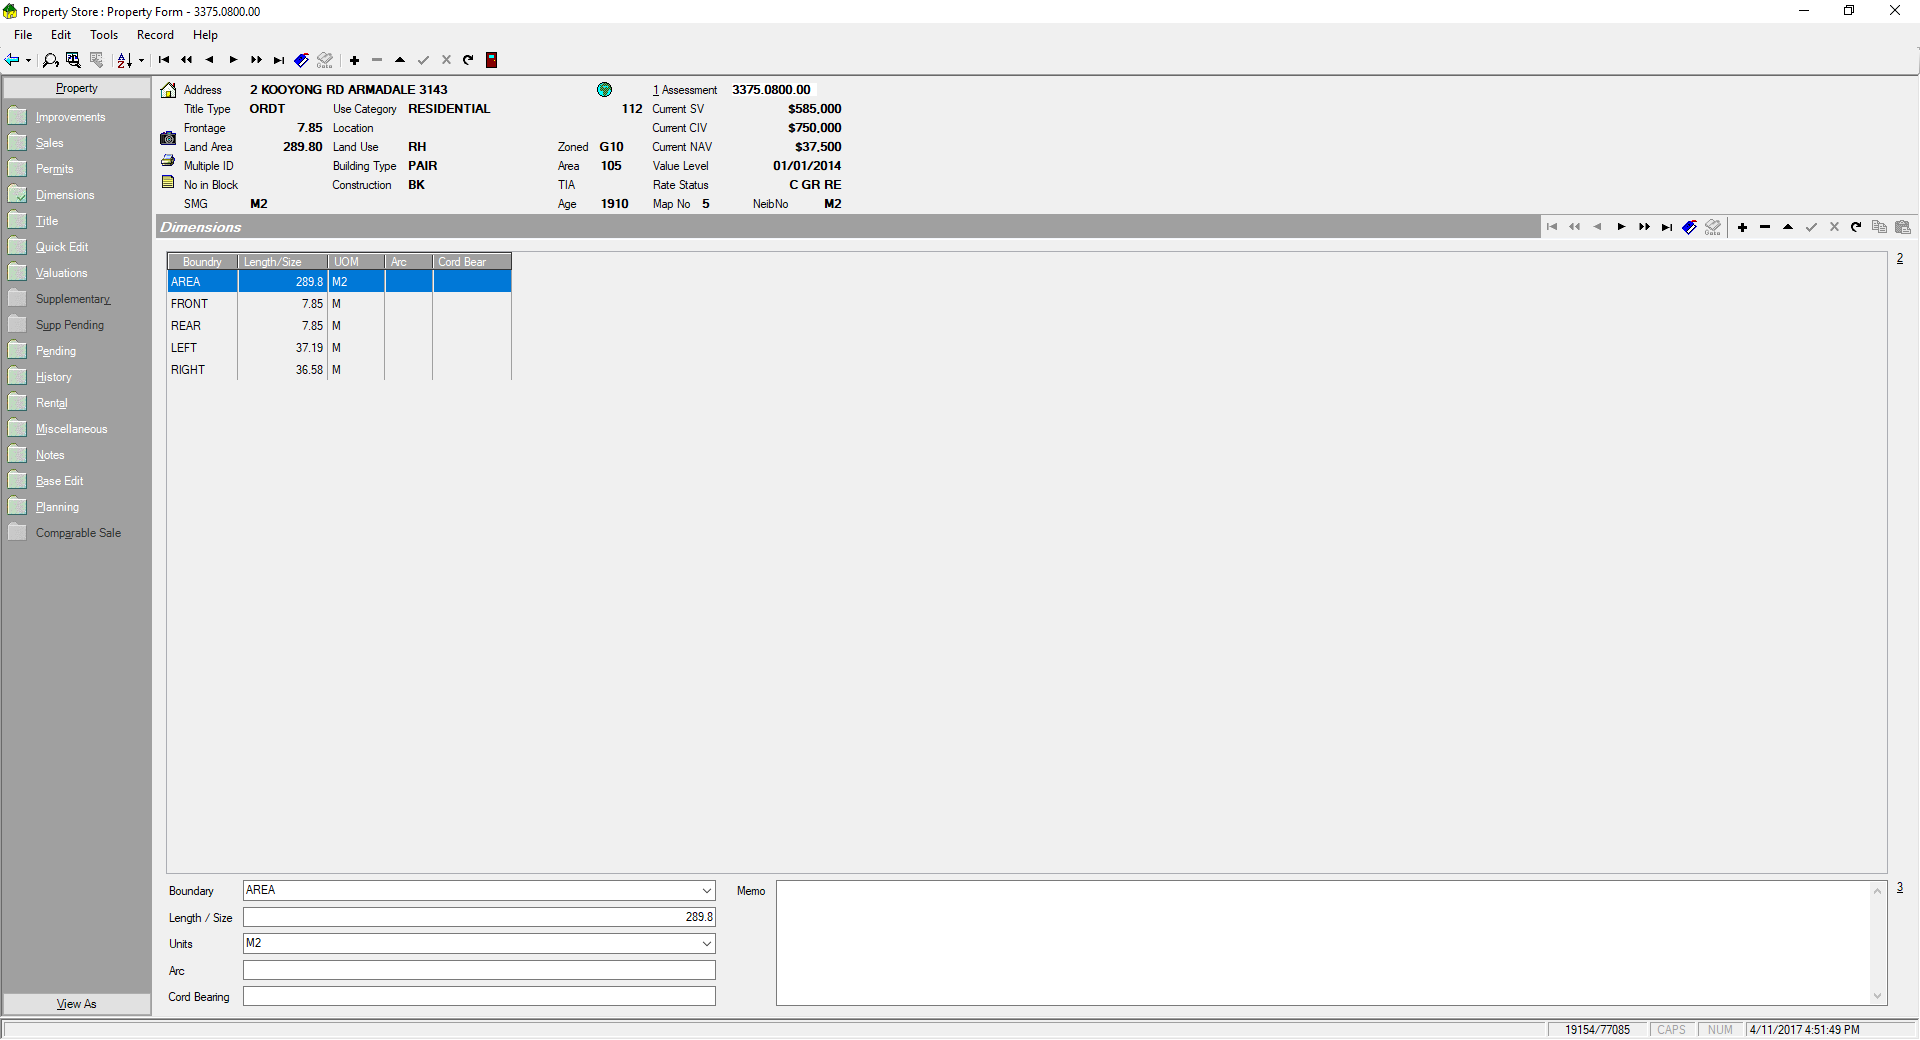 Property Store : Property Form - 3375.0800.00
File Edit Tools Record Help
Property
Improvements
Sales
Permits
Dimensions
Title
Quick Edit
Valuations
Supplementary
Supp Pending
Pending
History
Rental
Miscellaneous
Notes
Base Edit
Planning
Comparable Sale
View As
Address 2 KOOYONG RD ARMADALE 3143 1 Assessment 3375.0800.00
Title Type ORDT Use Category RESIDENTIAL 112 Current SV $585,000
Frontage 7.85 Location Current CIV $750,000
Land Area 289.80 Land Use RH Zoned G10 Current NAV $37,500
Multiple ID Building Type PAIR Area 105 Value Level 01/01/2014
No in Block Construction BK TIA Rate Status C GR RE
SMG M2 Age 1910 Map No 5 NeibNo M2
Dimensions
Boundry Length/Size UOM Arc Cord Bear
AREA 289.8 M2
FRONT 7.85 M
REAR 7.85 M
LEFT 37.19 M
RIGHT 36.58 M
2
Boundary AREA Memo 3
Length / Size 289.8
Units M2
Arc
Cord Bearing
19154/77085 CAPS NUM 4/11/2017 4:51:49 PM